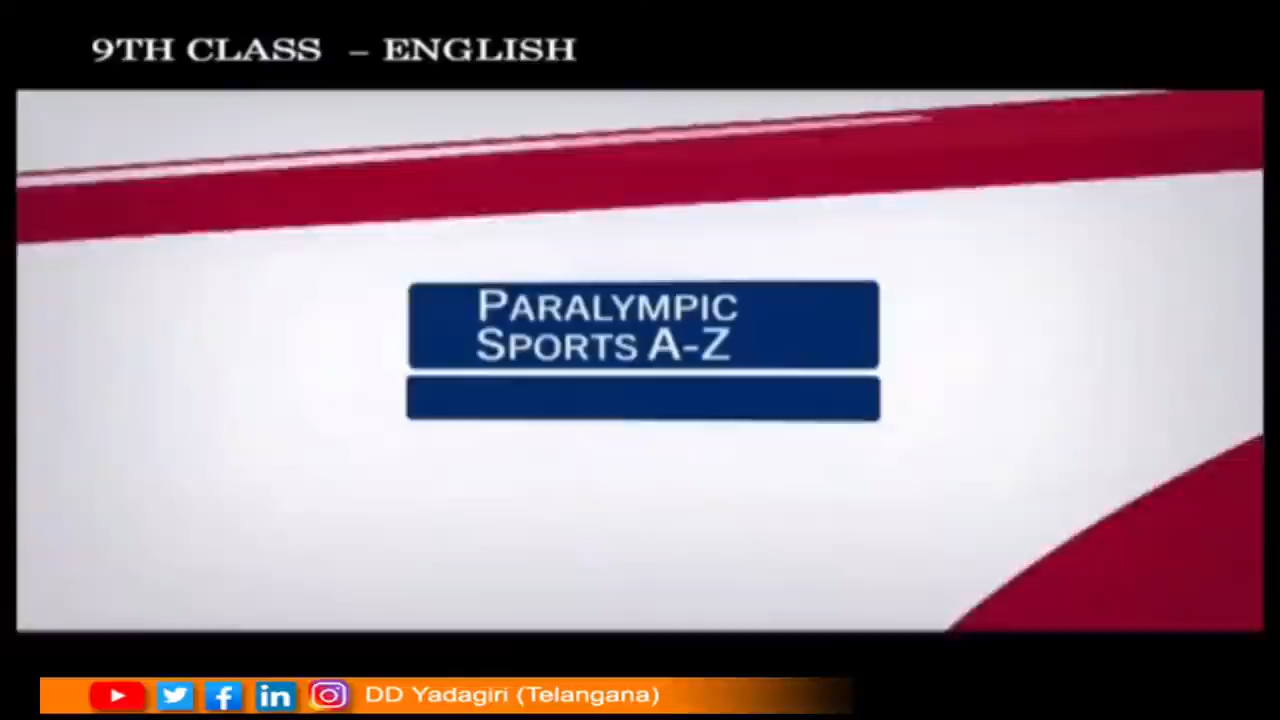 9TH CLASS – ENGLISH
PARALYMPIC
SPORTS A-Z
DD Yadagiri (Telangana)